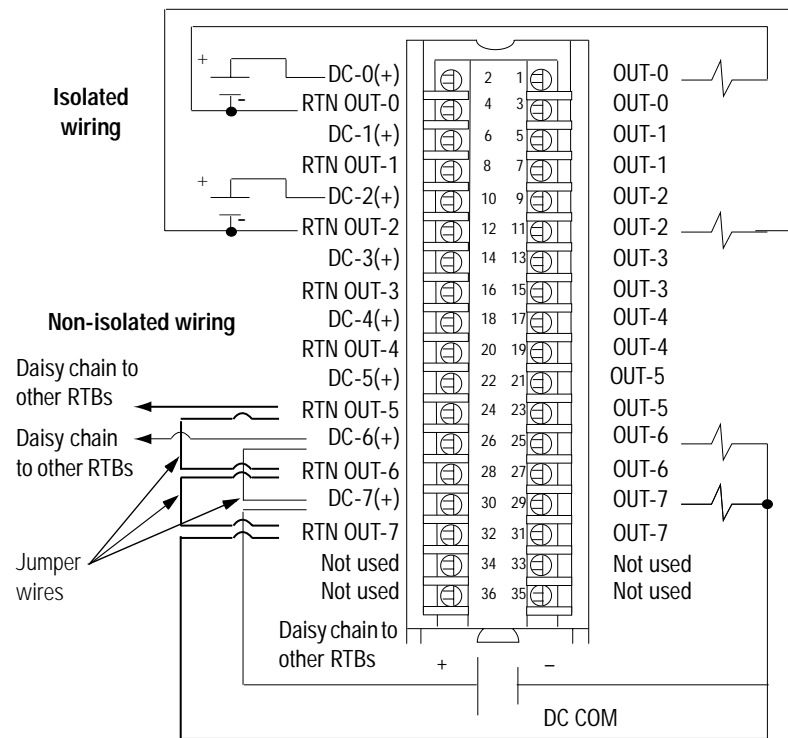 + DC-0(+) 2 1 OUT-0
Isolated wiring
- RTN OUT-0 4 3 OUT-0
DC-1(+) 6 5 OUT-1
RTN OUT-1 8 7 OUT-1
+ DC-2(+) 10 9 OUT-2
- RTN OUT-2 12 11 OUT-2
DC-3(+) 14 13 OUT-3
RTN OUT-3 16 15 OUT-3
Non-isolated wiring
DC-4(+) 18 17 OUT-4
RTN OUT-4 20 19 OUT-4
Daisy chain to
other RTBs
DC-5(+) 22 21 OUT-5
RTN OUT-5 24 23 OUT-5
Daisy chain
to other RTBs
DC-6(+) 26 25 OUT-6
RTN OUT-6 28 27 OUT-6
DC-7(+) 30 29 OUT-7
RTN OUT-7 32 31 OUT-7
Jumper
wires
Not used 34 33 Not used
Not used 36 35 Not used
Daisy chain to
other RTBs
+ –
DC COM